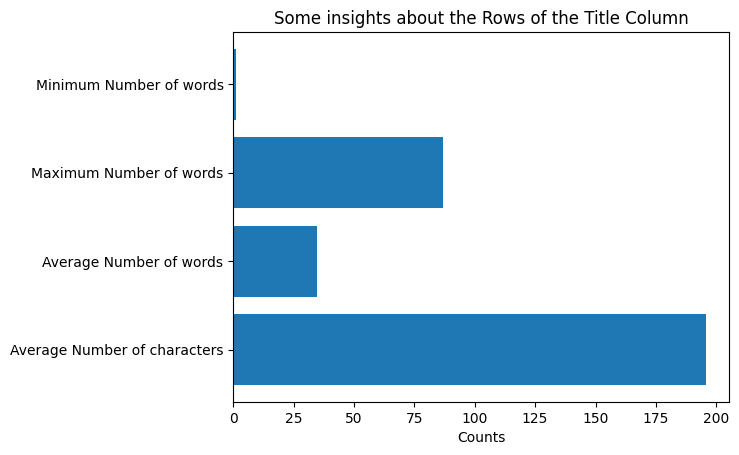 Some insights about the Rows of the Title Column
Minimum Number of words
Maximum Number of words
Average Number of words
Average Number of characters
0 25 50 75 100 125 150 175 200
Counts